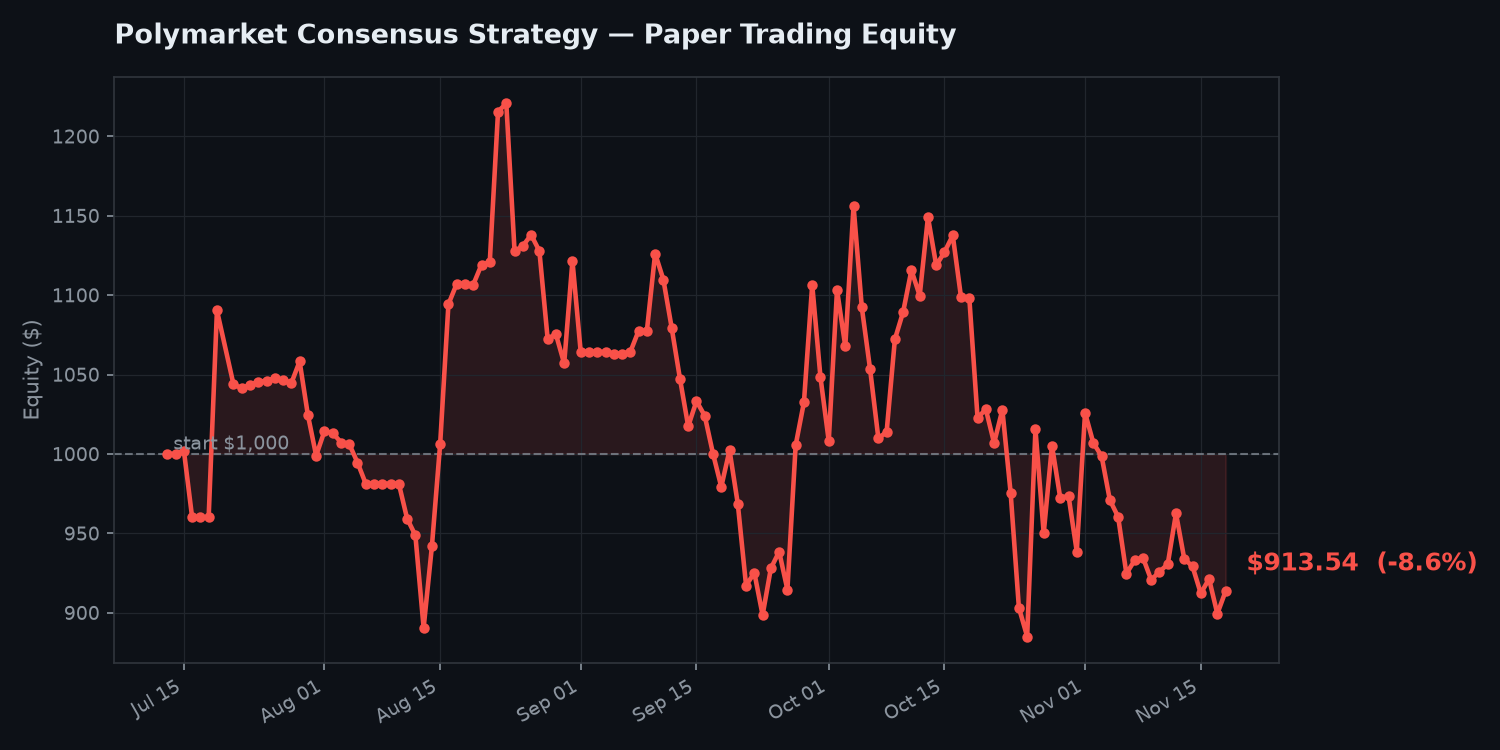 Polymarket Consensus Strategy — Paper Trading Equity
Equity ($)
1200
1150
1100
1050
1000
950
900
start $1,000
$913.54 (-8.6%)
Jul 15
Aug 01
Aug 15
Sep 01
Sep 15
Oct 01
Oct 15
Nov 01
Nov 15